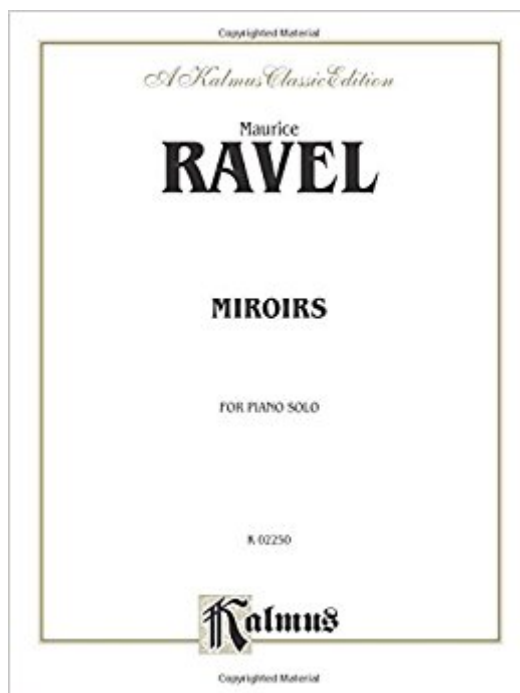 Copyrighted Material
A Kalmus Classic Edition
Maurice
RAVEL
MIROIRS
FOR PIANO SOLO
K 02250
Kalmus
Copyrighted Material